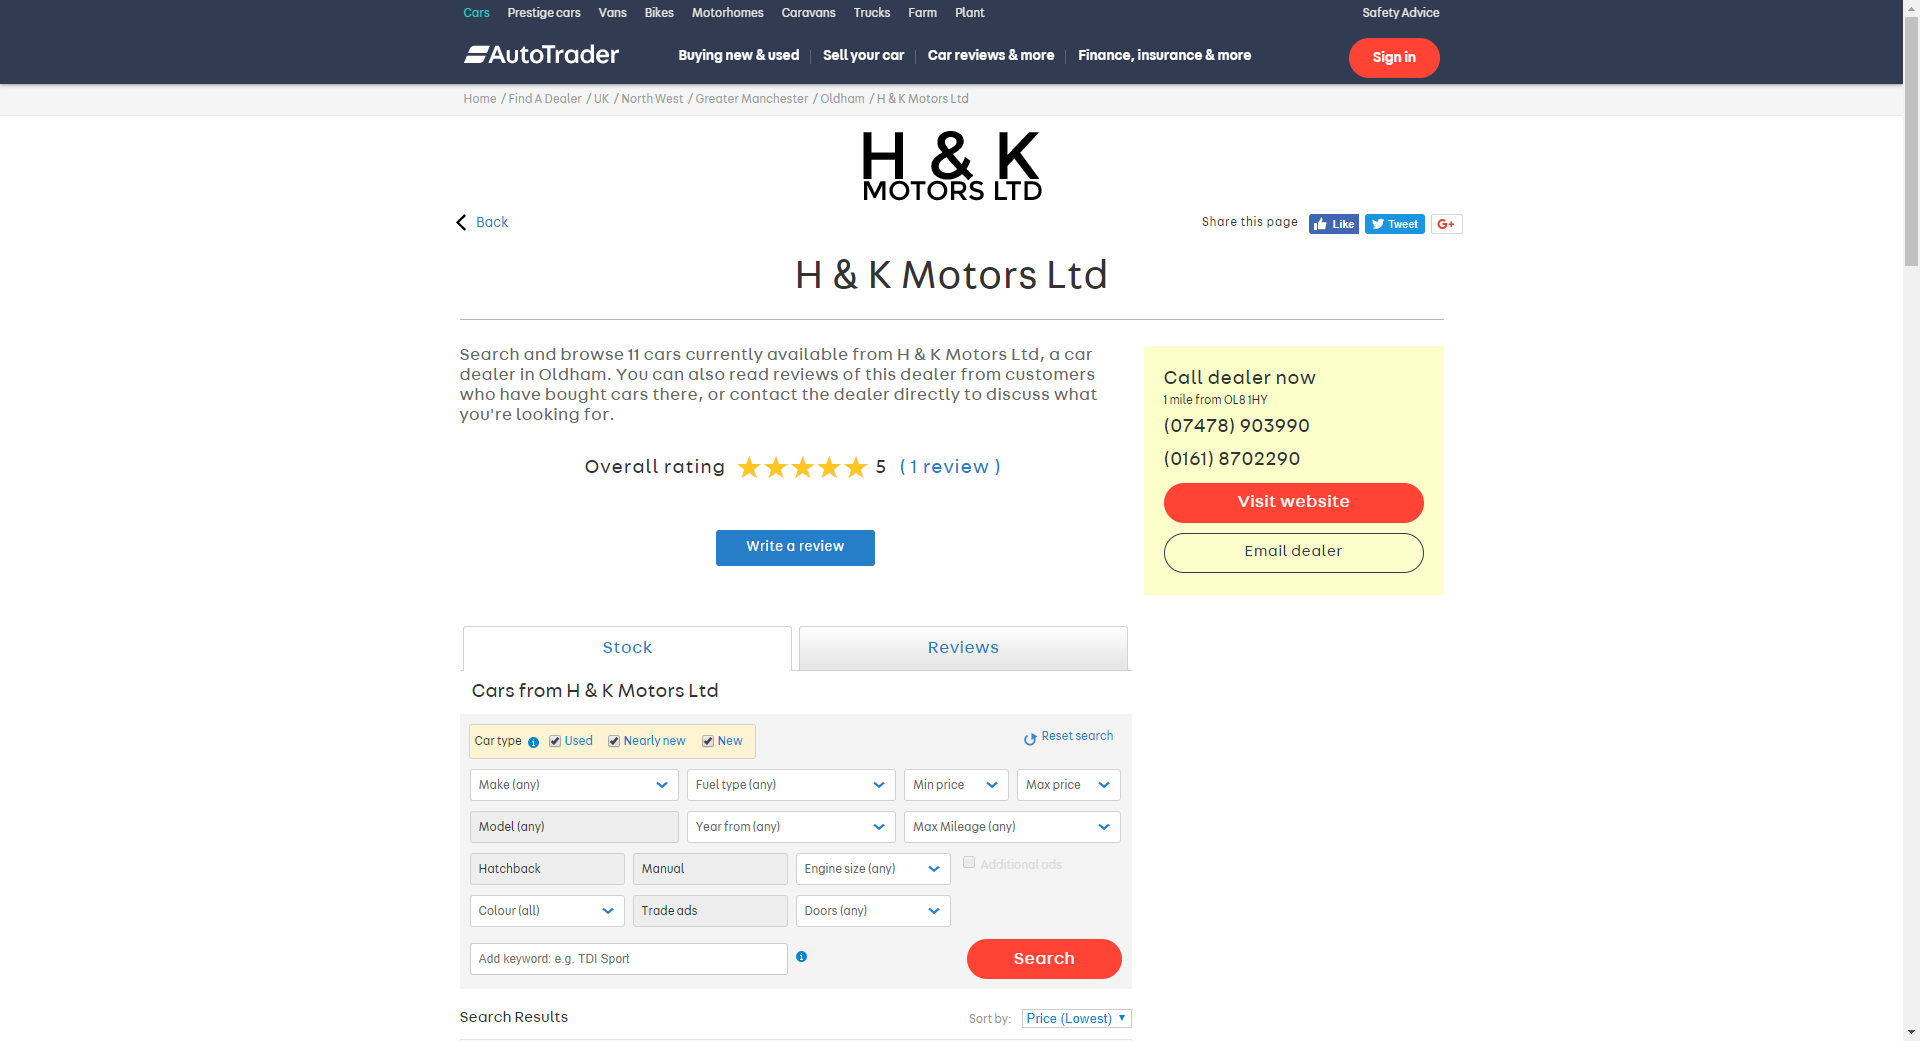 Cars Prestige cars Vans Bikes Motorhomes Caravans Trucks Farm Plant Safety Advice
AutoTrader Buying new & used Sell your car Car reviews & more Finance, insurance & more Sign in
Home / Find A Dealer / UK / North West / Greater Manchester / Oldham / H & K Motors Ltd
H & K
MOTORS LTD
Back Share this page Like Tweet G+
H & K Motors Ltd
Search and browse 11 cars currently available from H & K Motors Ltd, a car
dealer in Oldham. You can also read reviews of this dealer from customers
who have bought cars there, or contact the dealer directly to discuss what
you're looking for.
Overall rating 5 ( 1 review )
Write a review
Call dealer now
1 mile from OL8 1HY
(07478) 903990
(0161) 8702290
Visit website
Email dealer
Stock Reviews
Cars from H & K Motors Ltd
Car type i Used Nearly new New Reset search
Make (any) Fuel type (any) Min price Max price
Model (any) Year from (any) Max Mileage (any)
Hatchback Manual Engine size (any) Additional ads
Colour (all) Trade ads Doors (any)
Add keyword: e.g. TDI Sport i Search
Search Results Sort by: Price (Lowest)